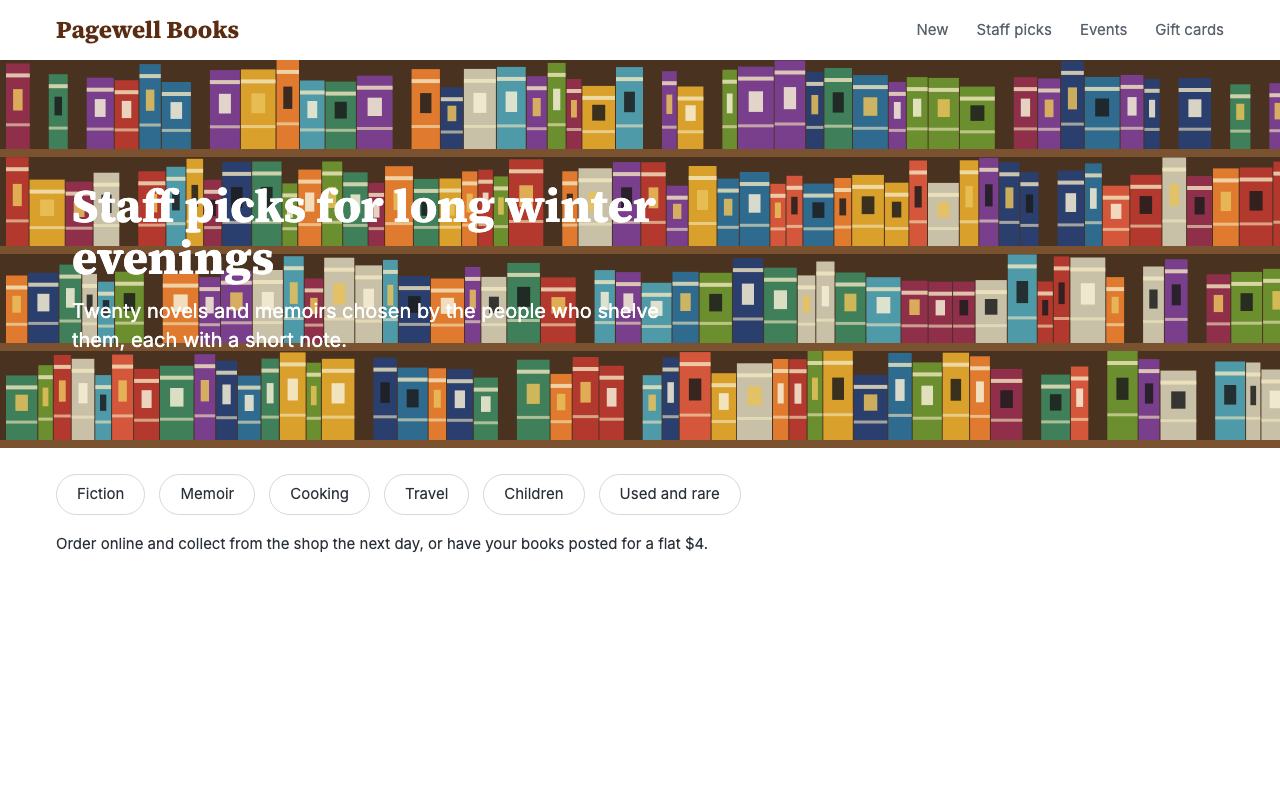 Pagewell Books
New Staff picks Events Gift cards
Staff picks for long winter
evenings
Twenty novels and memoirs chosen by the people who shelve
them, each with a short note.
Fiction Memoir Cooking Travel Children Used and rare
Order online and collect from the shop the next day, or have your books posted for a flat $4.